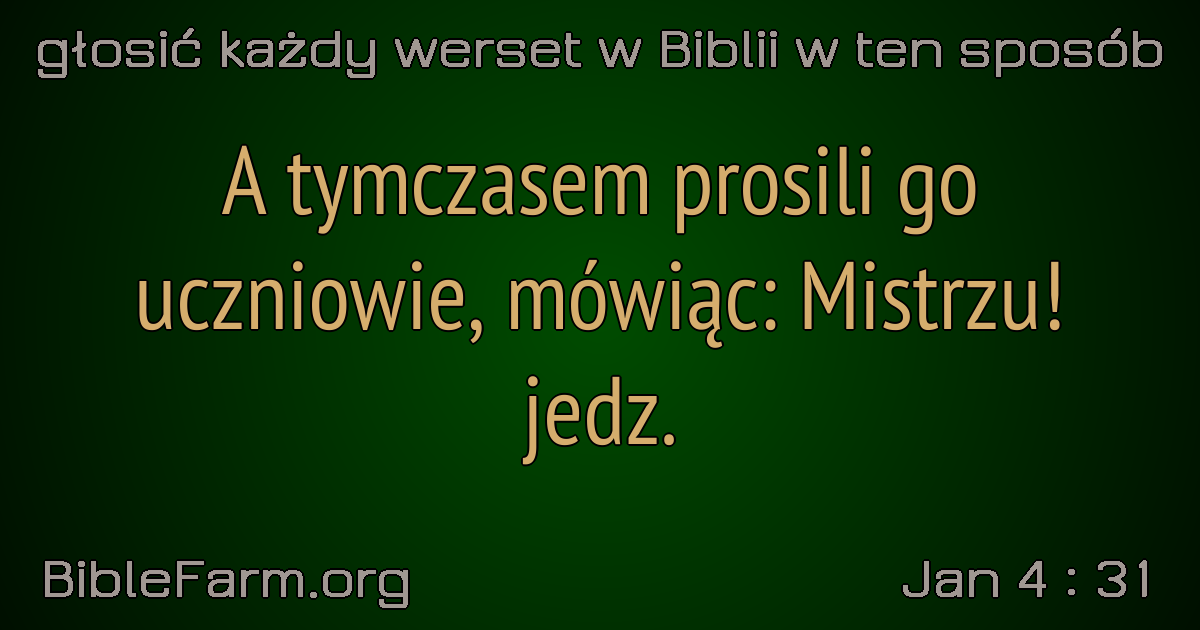 głosić każdy werset w Biblii w ten sposób
A tymczasem prosili go
uczniowie, mówiąc: Mistrzu!
jedz.
BibleFarm.org
Jan 4 : 31